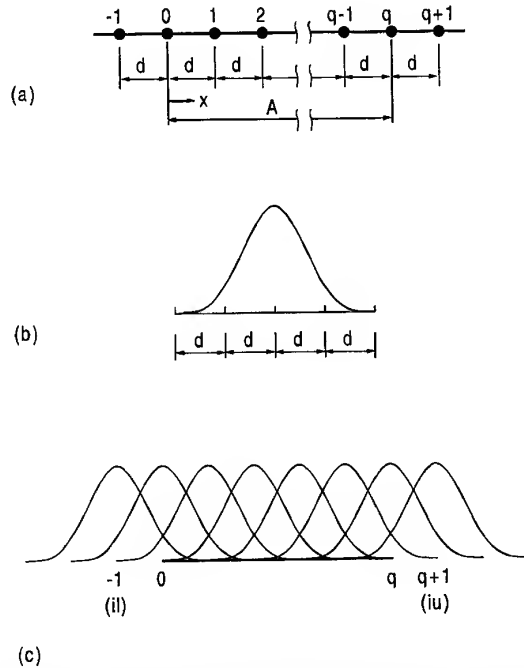 -1 0 1 2 q-1 q q+1
d d d d d
x
A
(a)
(b)
d d d d
-1 0 q q+1
(il) (iu)
(c)